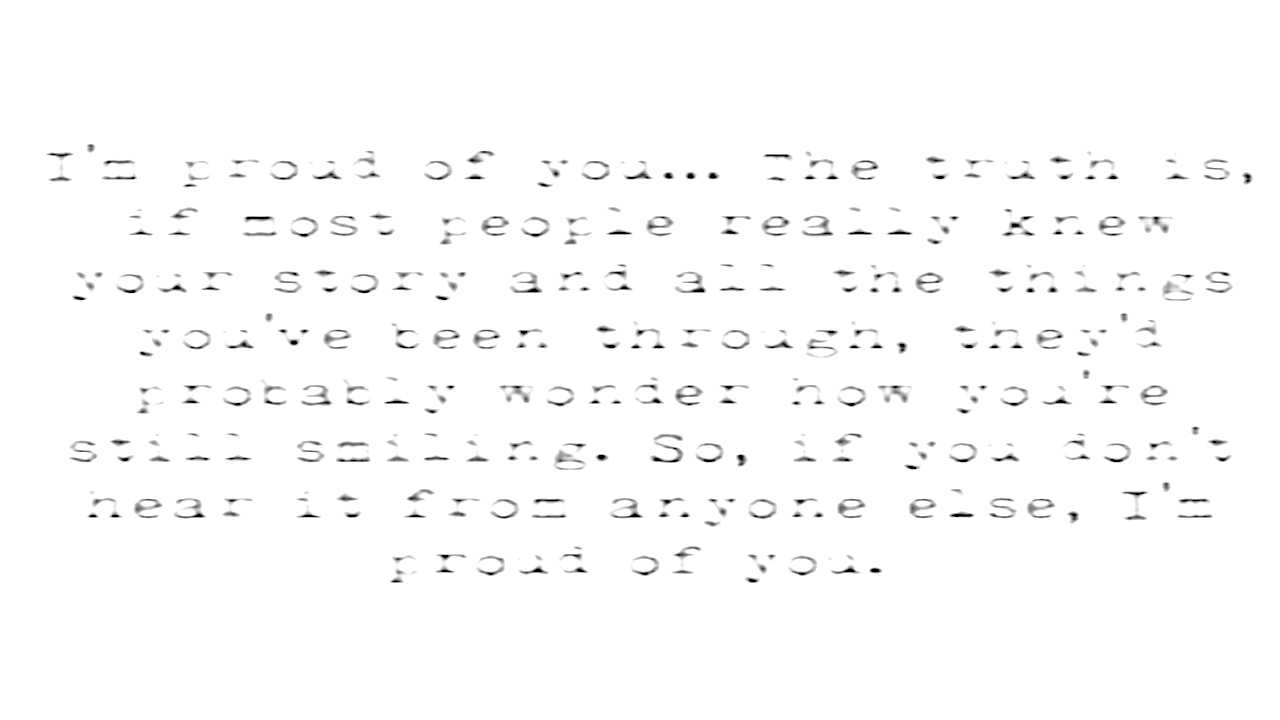 I'm proud of you... The truth is,
if most people really knew
your story and all the things
you've been through, they'd
probably wonder how you're
still smiling. So, if you don't
hear it from anyone else, I'm
proud of you.